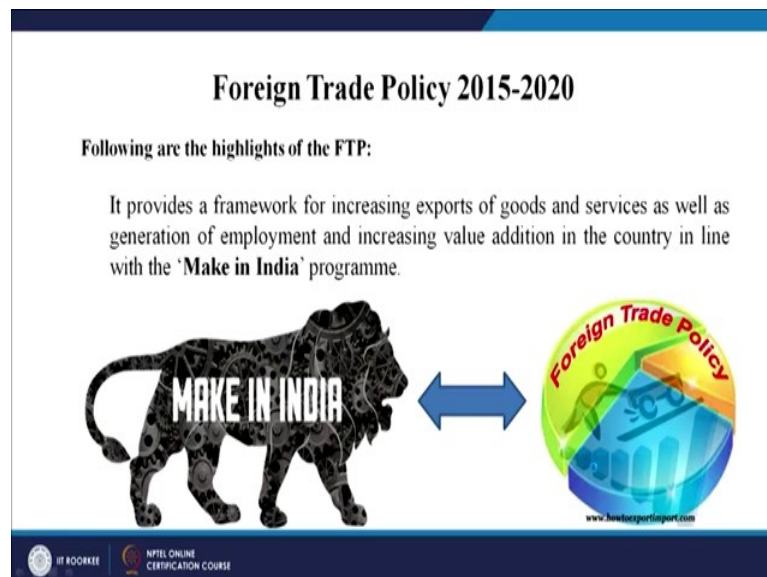 Foreign Trade Policy 2015-2020
Following are the highlights of the FTP:
It provides a framework for increasing exports of goods and services as well as
generation of employment and increasing value addition in the country in line
with the ‘Make in India’ programme.
MAKE IN INDIA
Foreign Trade Policy
www.howtoexportimport.com
IIT ROORKEE
NPTEL ONLINE
CERTIFICATION COURSE